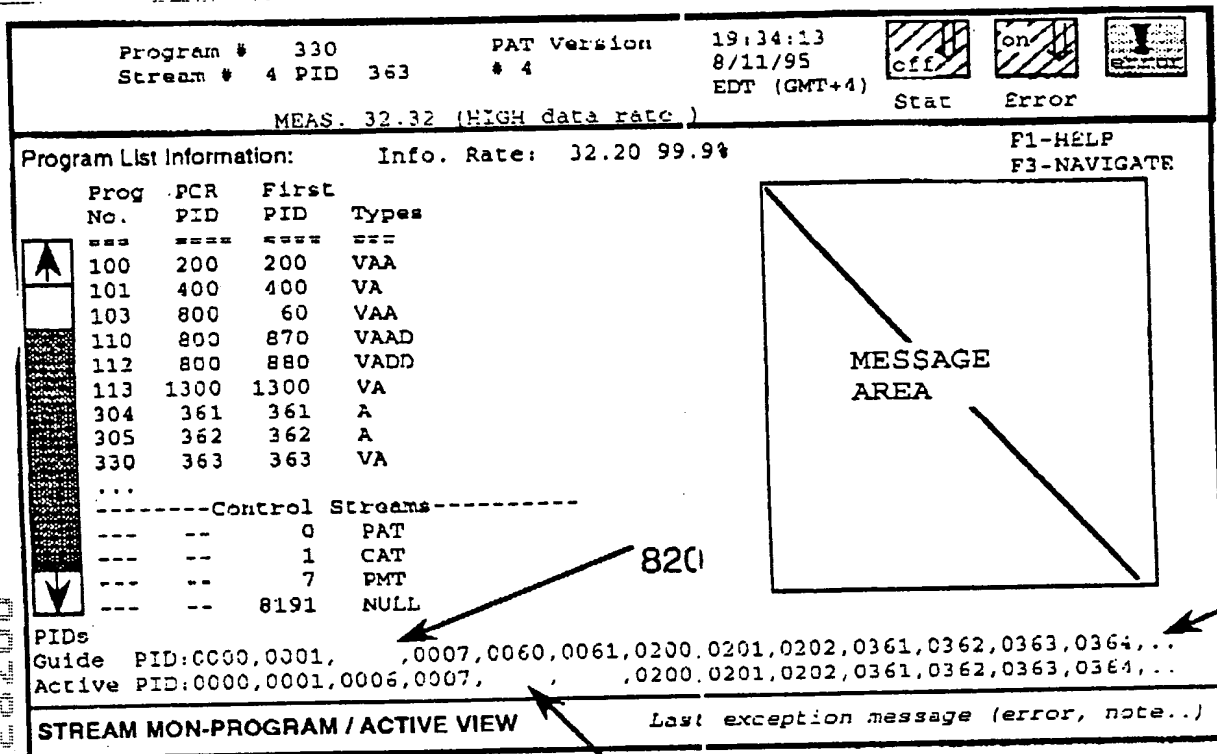 Program # 330 PAT Version 19:34:13
Stream # 4 PID 363 # 4 8/11/95
EDT (GMT+4)
off on error
Stat Error
MEAS. 32.32 (HIGH data rate )
Program List Information: Info. Rate: 32.20 99.9%
F1-HELP
F3-NAVIGATE
Prog PCR First
No. PID PID Types
=== ==== ==== ===
100 200 200 VAA
101 400 400 VA
103 800 60 VAA
110 800 870 VAAD
112 800 880 VADD
113 1300 1300 VA
304 361 361 A
305 362 362 A
330 363 363 VA
...
--------Control Streams-----------
--- -- 0 PAT
--- -- 1 CAT
--- -- 7 PMT
--- -- 8191 NULL
MESSAGE
AREA
820
PIDs
Guide PID:0000,0001, ,0007,0060,0061,0200,0201,0202,0361,0362,0363,0364,..
Active PID:0000,0001,0006,0007, , ,0200,0201,0202,0361,0362,0363,0364,..
STREAM MON-PROGRAM / ACTIVE VIEW Last exception message (error, note..)